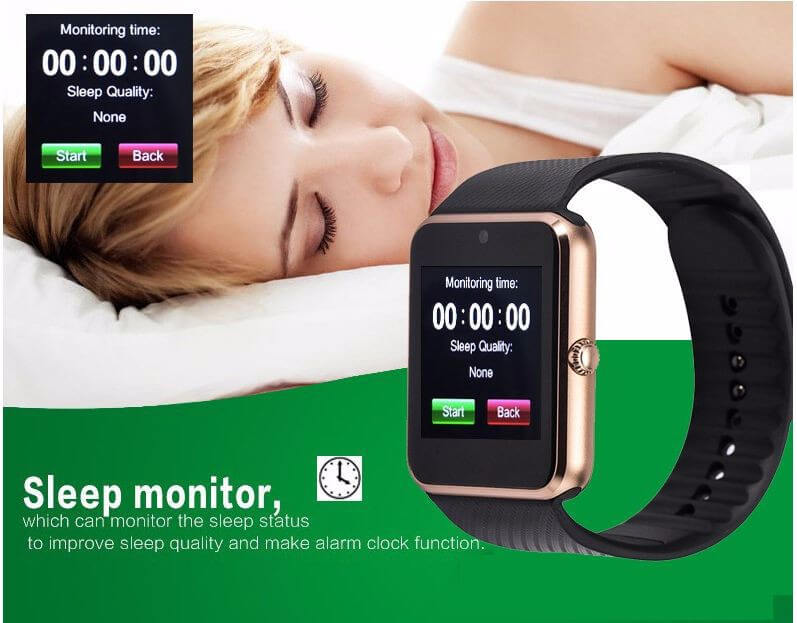 Monitoring time:
00:00:00
Sleep Quality:
None
Start Back
Monitoring time:
00:00:00
Sleep Quality:
None
Start Back
Sleep monitor,
which can monitor the sleep status
to improve sleep quality and make alarm clock function.